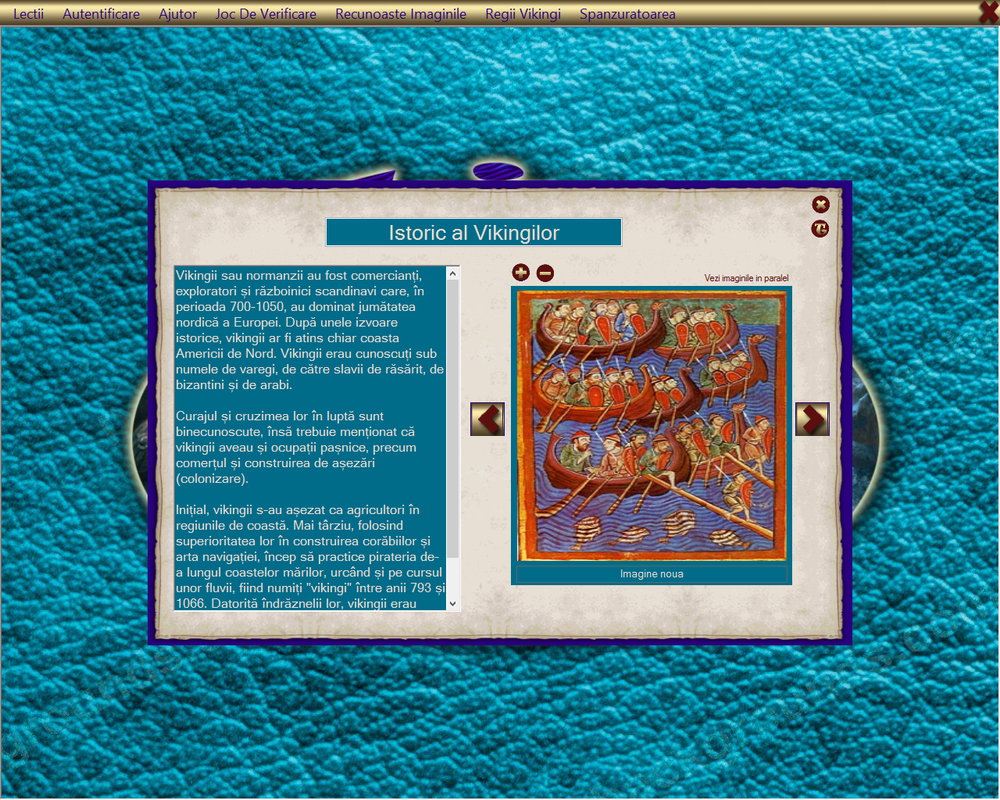 Lectii Autentificare Ajutor Joc De Verificare Recunoaste Imaginile Regii Vikingi Spanzuratoarea
Istoric al Vikingilor
Vikingii sau normanzii au fost comercianți,
exploratori și războinici scandinavi care, în
perioada 700-1050, au dominat jumătatea
nordică a Europei. După unele izvoare
istorice, vikingii ar fi atins chiar coasta
Americii de Nord. Vikingii erau cunoscuți sub
numele de varegi, de către slavii de răsărit, de
bizantini și de arabi.
Curajul și cruzimea lor în luptă sunt
binecunoscute, însă trebuie menționat că
vikingii aveau și ocupații pașnice, precum
comerțul și construirea de așezări
(colonizare).
Inițial, vikingii s-au așezat ca agricultori în
regiunile de coastă. Mai târziu, folosind
superioritatea lor în construirea corăbiilor și
arta navigației, încep să practice pirateria de-
a lungul coastelor mărilor, urcând și pe cursul
unor fluvii, fiind numiți "vikingi" între anii 793 și
1066. Datorită îndrăznelii lor, vikingii erau
Vezi imaginile in paralel
Imagine noua